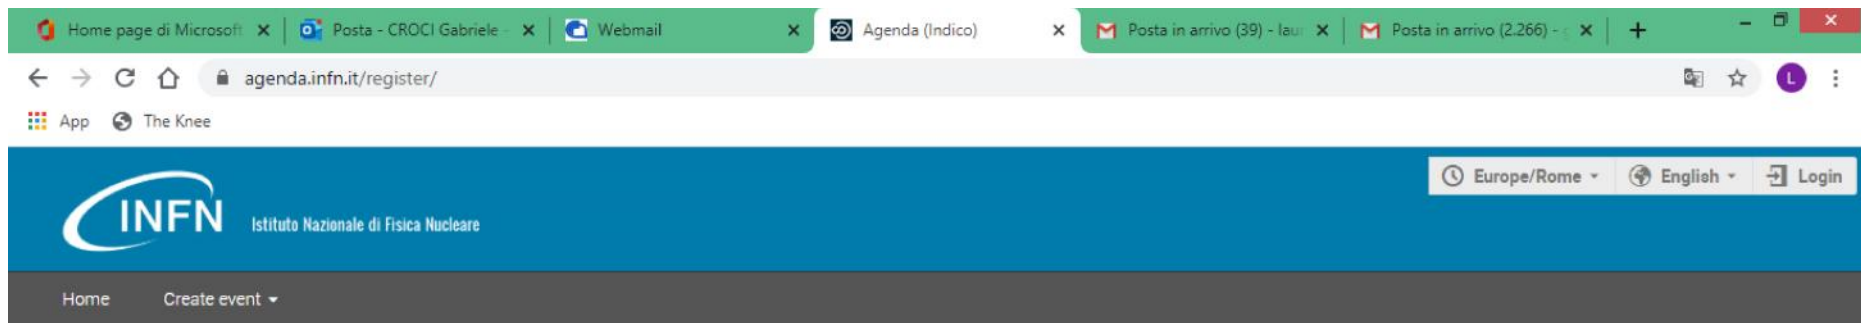 Home page di Microsoft Posta - CROCI Gabriele - Webmail Agenda (Indico) Posta in arrivo (39) - lau Posta in arrivo (2.266) - g
agenda.infn.it/register/ L
App The Knee
Europe/Rome English Login
INFN Istituto Nazionale di Fisica Nucleare
Home Create event